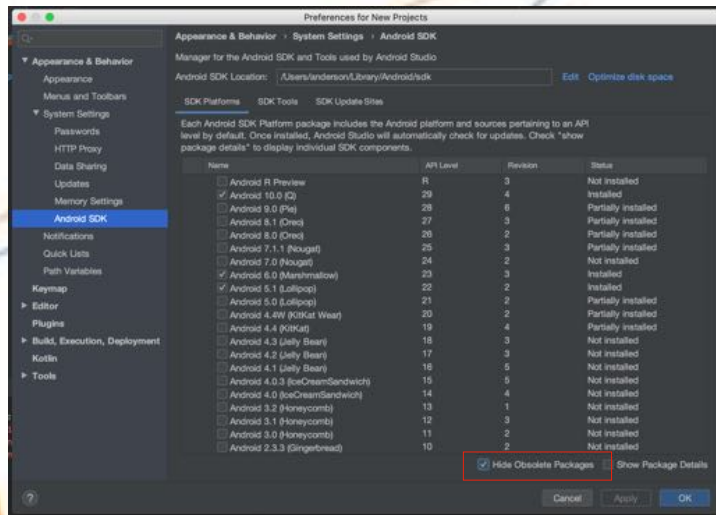 Preferences for New Projects
Appearance & Behavior › System Settings › Android SDK
Manager for the Android SDK and Tools used by Android Studio
Android SDK Location: /Users/anderson/Library/Android/sdk Edit Optimize disk space
Appearance & Behavior
Appearance
Menus and Toolbars
System Settings
Passwords
HTTP Proxy
Data Sharing
Updates
Memory Settings
Android SDK
Notifications
Quick Lists
Path Variables
Keymap
Editor
Plugins
Build, Execution, Deployment
Kotlin
Tools
SDK Platforms SDK Tools SDK Update Sites
Each Android SDK Platform package includes the Android platform and sources pertaining to an API
level by default. Once installed, Android Studio will automatically check for updates. Check "show
package details" to display individual SDK components.
Name API Level Revision Status
Android R Preview R 3 Not installed
Android 10.0 (Q) 29 4 Installed
Android 9.0 (Pie) 28 6 Partially installed
Android 8.1 (Oreo) 27 3 Partially installed
Android 8.0 (Oreo) 26 2 Partially installed
Android 7.1.1 (Nougat) 25 3 Partially installed
Android 7.0 (Nougat) 24 2 Not installed
Android 6.0 (Marshmallow) 23 3 Installed
Android 5.1 (Lollipop) 22 2 Installed
Android 5.0 (Lollipop) 21 2 Partially installed
Android 4.4W (KitKat Wear) 20 2 Partially installed
Android 4.4 (KitKat) 19 4 Partially installed
Android 4.3 (Jelly Bean) 18 3 Not installed
Android 4.2 (Jelly Bean) 17 3 Not installed
Android 4.1 (Jelly Bean) 16 5 Not installed
Android 4.0.3 (IceCreamSandwich) 15 5 Not installed
Android 4.0 (IceCreamSandwich) 14 4 Not installed
Android 3.2 (Honeycomb) 13 1 Not installed
Android 3.1 (Honeycomb) 12 3 Not installed
Android 3.0 (Honeycomb) 11 2 Not installed
Android 2.3.3 (Gingerbread) 10 2 Not installed
Hide Obsolete Packages Show Package Details
? Cancel Apply OK